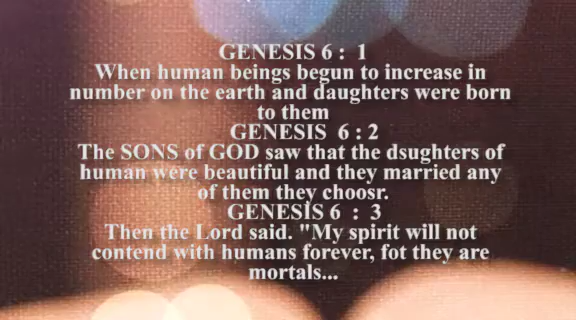 GENESIS 6 : 1
When human beings begun to increase in
number on the earth and daughters were born
to them
GENESIS 6 : 2
The SONS of GOD saw that the dsughters of
human were beautiful and they married any
of them they choosr.
GENESIS 6 : 3
Then the Lord said. "My spirit will not
contend with humans forever, fot they are
mortals...